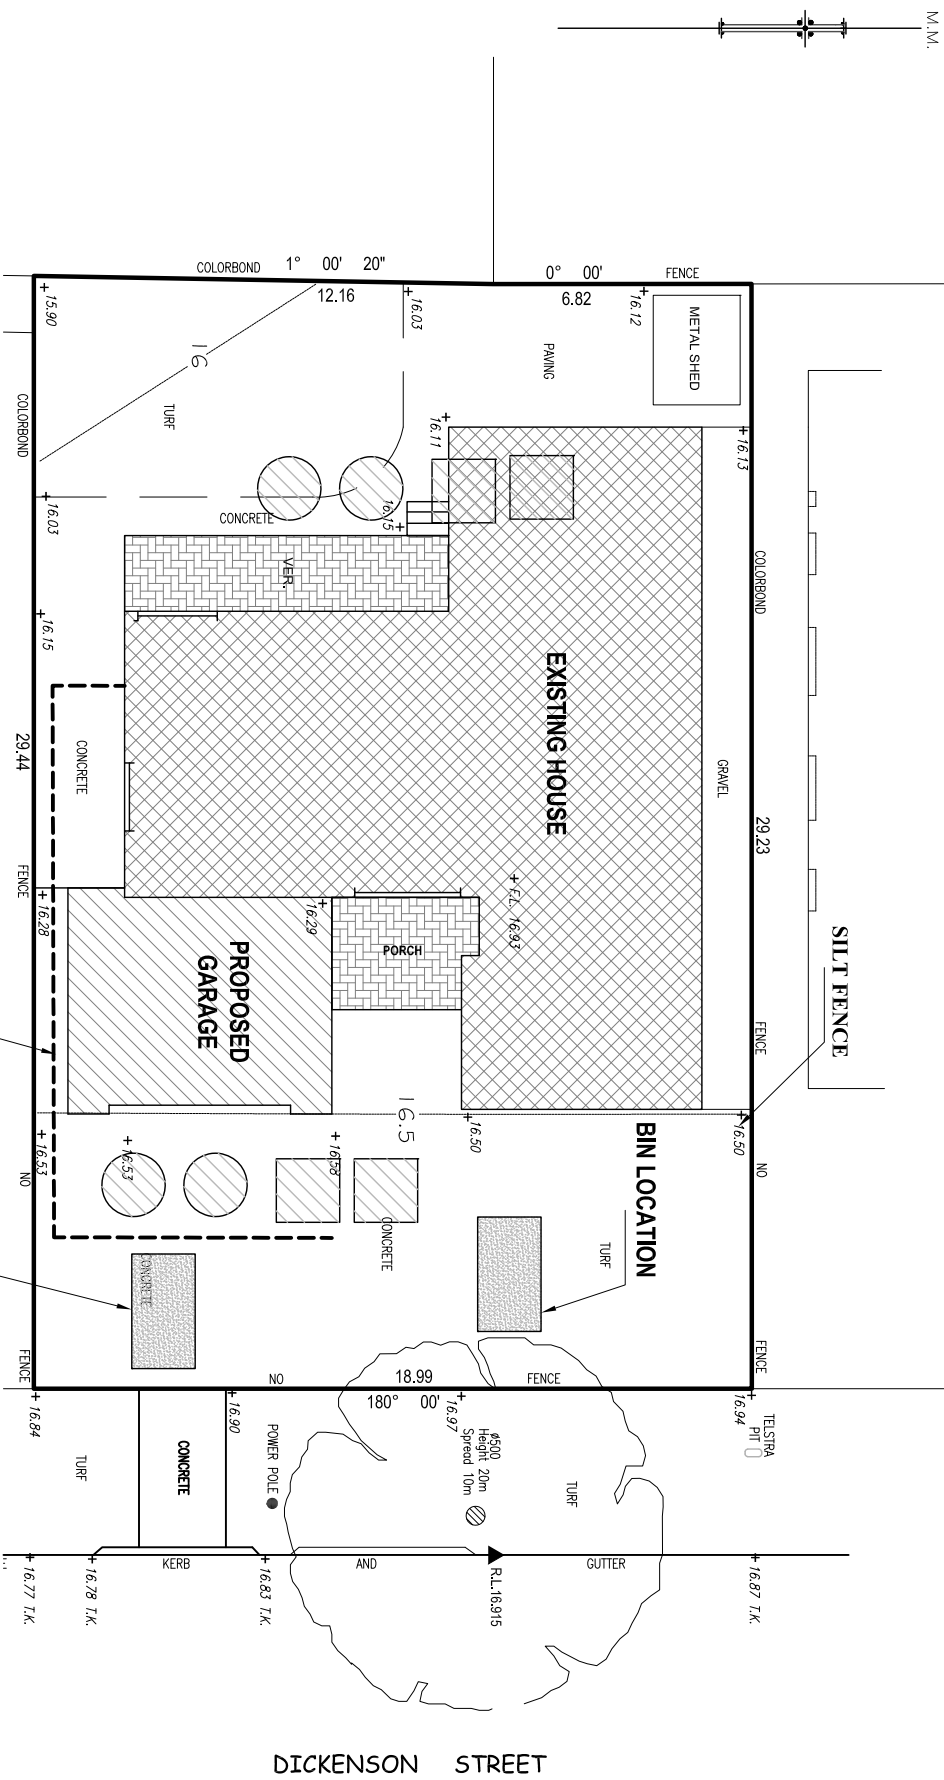 M.M.
COLORBOND
1° 00' 20"
12.16
0° 00'
6.82
FENCE
15.90
16.03
16.12
METAL SHED
PAVING
16
TURF
COLORBOND
16.11
16.13
16.03
CONCRETE
16.15
VER.
COLORBOND
16.15
EXISTING HOUSE
29.44
CONCRETE
GRAVEL
29.23
FENCE
16.28
16.29
F.L. 16.93
PORCH
PROPOSED
GARAGE
SILT FENCE
FENCE
16.5
16.50
16.50
BIN LOCATION
16.53
16.53
16.58
NO
NO
CONCRETE
TURF
CONCRETE
FENCE
NO
18.99
FENCE
FENCE
180° 00'
16.84
16.90
16.97
16.94
TELSTRA
PIT
TURF
CONCRETE
POWER POLE
ø500
Height 20m
Spread 10m
TURF
KERB
AND
GUTTER
R.L.16.915
16.77 T.K.
16.78 T.K.
16.83 T.K.
16.87 T.K.
DICKENSON STREET